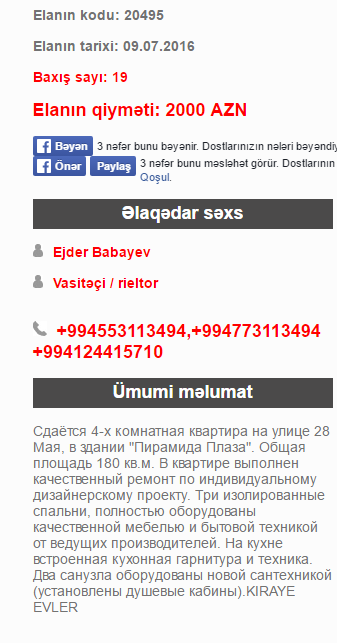 Elanın kodu: 20495
Elanın tarixi: 09.07.2016
Baxış sayı: 19
Elanın qiyməti: 2000 AZN
Bəyən 3 nəfər bunu bəyənir. Dostlarınızın nələri bəyəndiy
Önər Paylaş 3 nəfər bunu məsləhət görür. Dostlarının
Qoşul.
Əlaqədar səxs
Ejder Babayev
Vasitəçi / rieltor
+994553113494,+994773113494
+994124415710
Ümumi məlumat
Сдаётся 4-х комнатная квартира на улице 28
Мая, в здании "Пирамида Плаза". Общая
площадь 180 кв.м. В квартире выполнен
качественный ремонт по индивидуальному
дизайнерскому проекту. Три изолированные
спальни, полностью оборудованы
качественной мебелью и бытовой техникой
от ведущих производителей. На кухне
встроенная кухонная гарнитура и техника.
Два санузла оборудованы новой сантехникой
(установлены душевые кабины).KIRAYE
EVLER